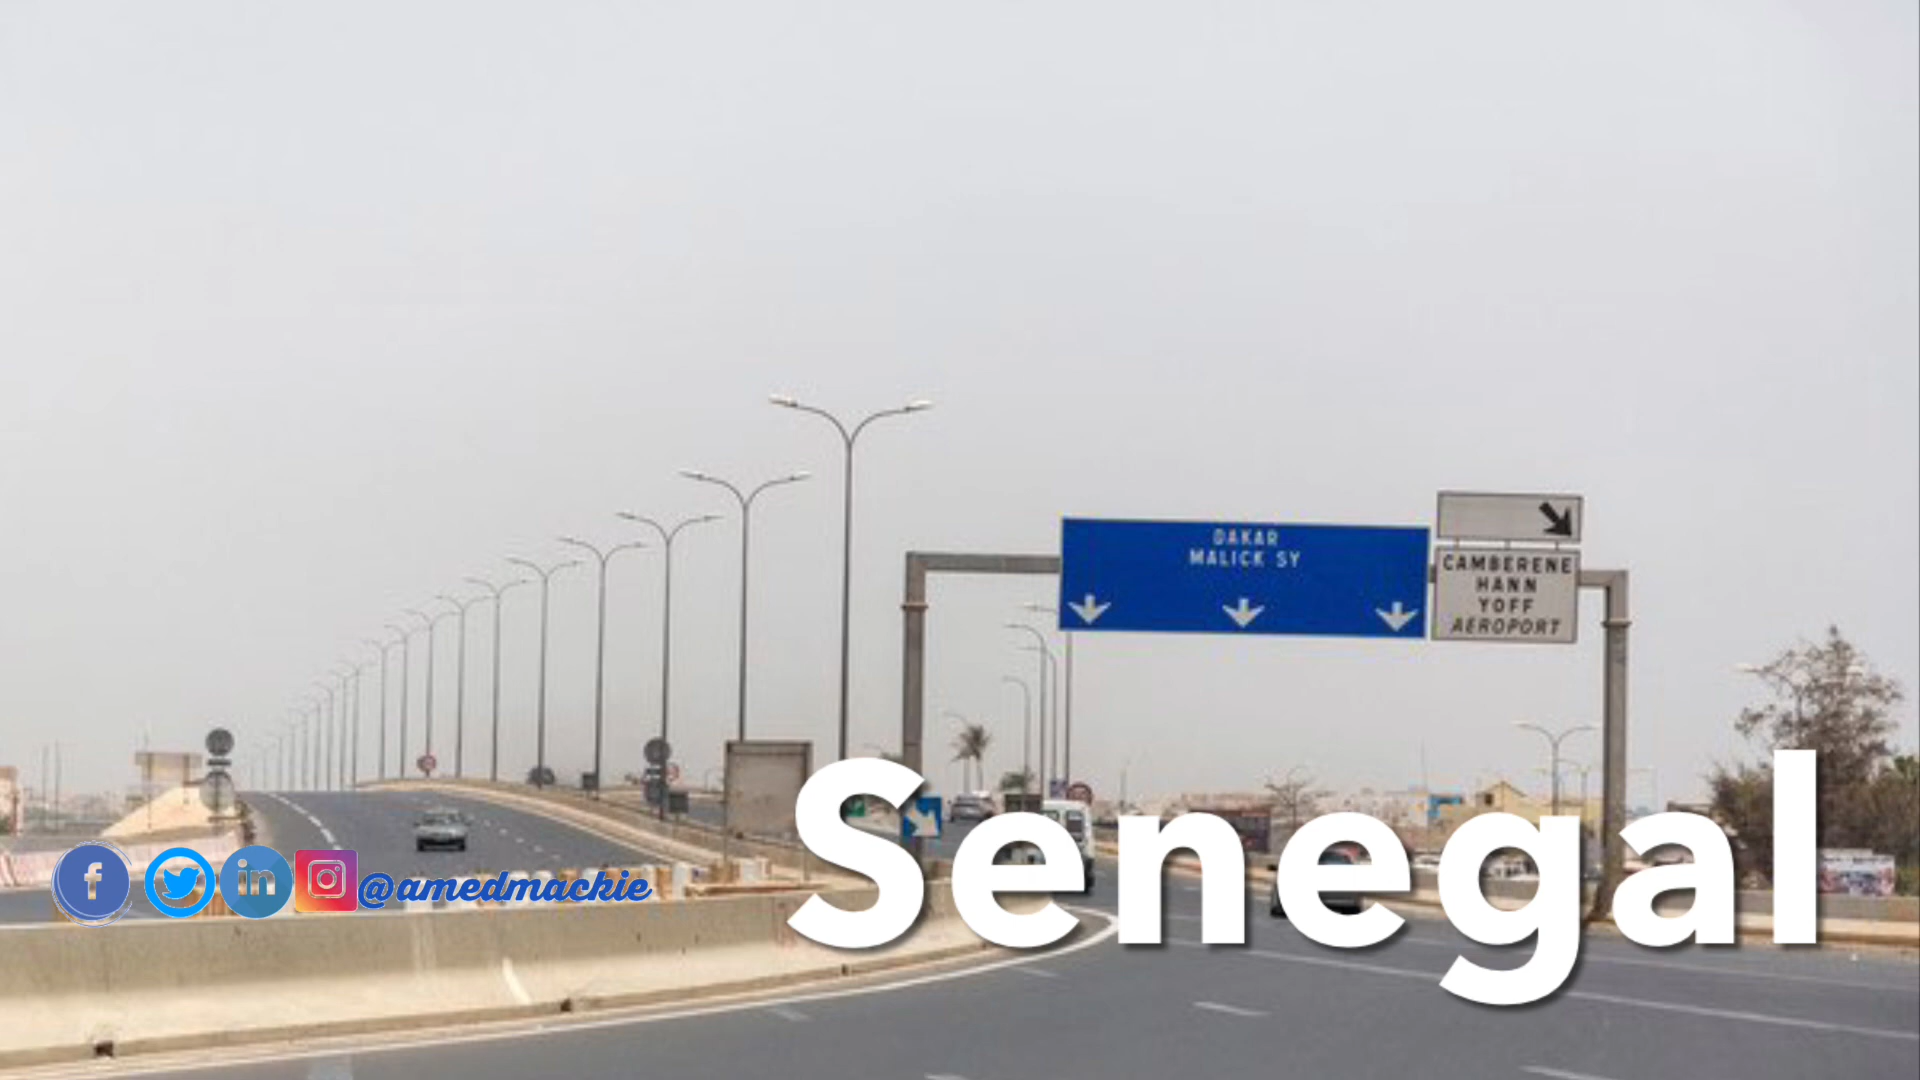 DAKAR
MALICK SY
CAMBERENE
HANN
YOFF
AEROPORT
@amedmackie
Senegal